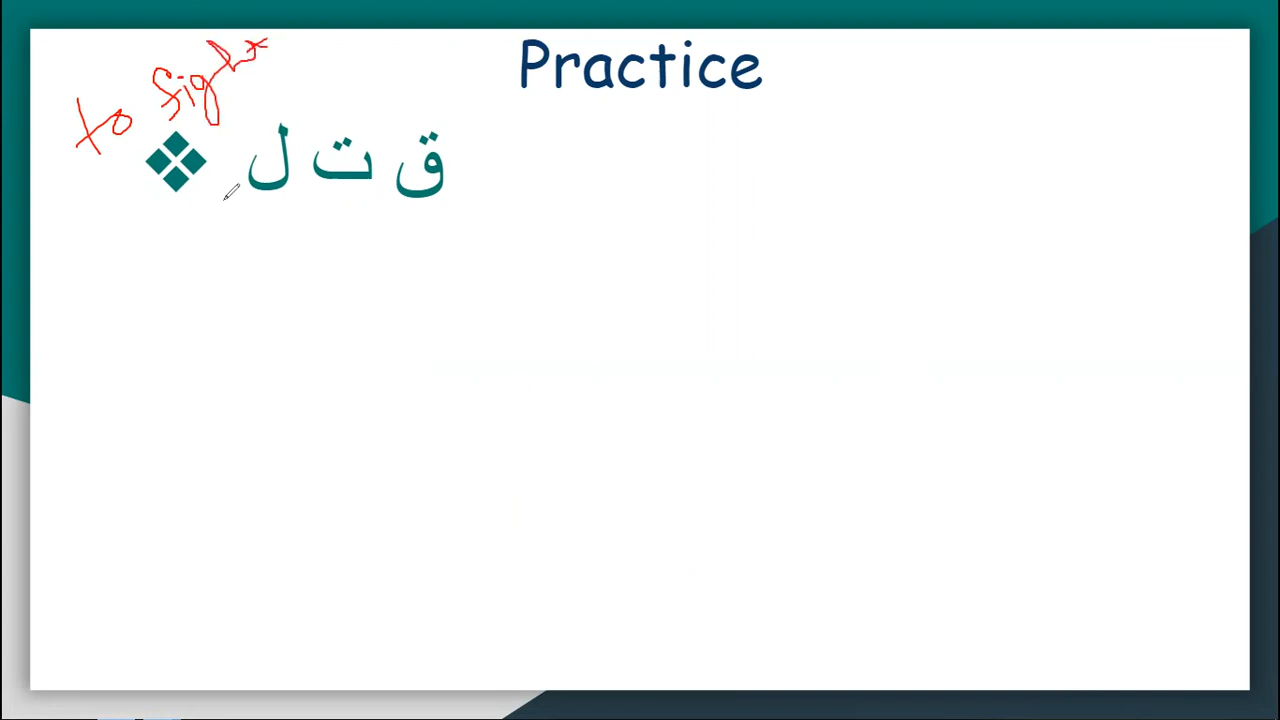 Practice
to fight
ق ت ل